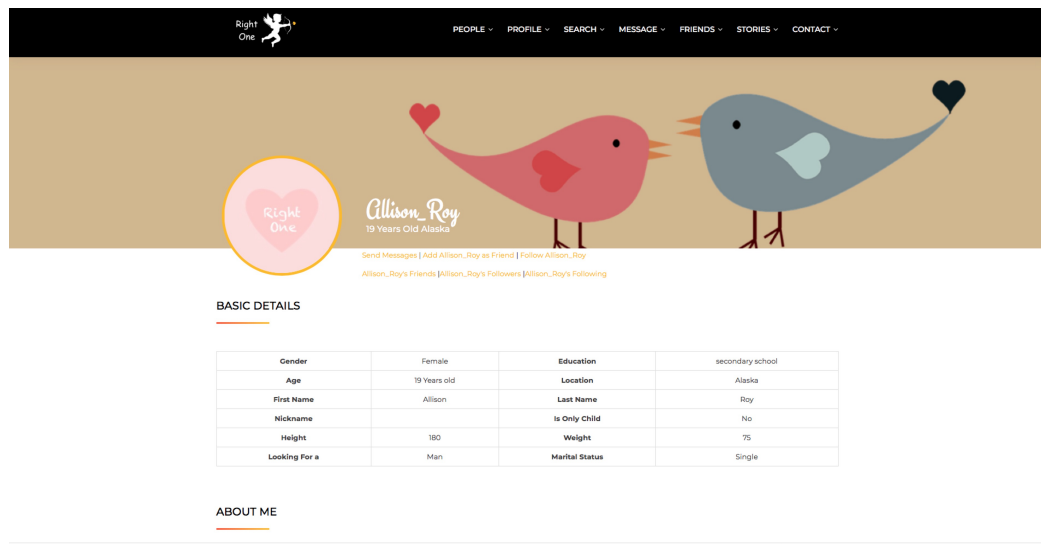 Right
One
PEOPLE PROFILE SEARCH MESSAGE FRIENDS STORIES CONTACT
Right
One
Allison_Roy
19 Years Old Alaska
Send Messages | Add Allison_Roy as Friend | Follow Allison_Roy
Allison_Roy's Friends |Allison_Roy's Followers |Allison_Roy's Following
BASIC DETAILS
Gender Female Education secondary school
Age 19 Years old Location Alaska
First Name Allison Last Name Roy
Nickname Is Only Child No
Height 180 Weight 75
Looking For a Man Marital Status Single
ABOUT ME